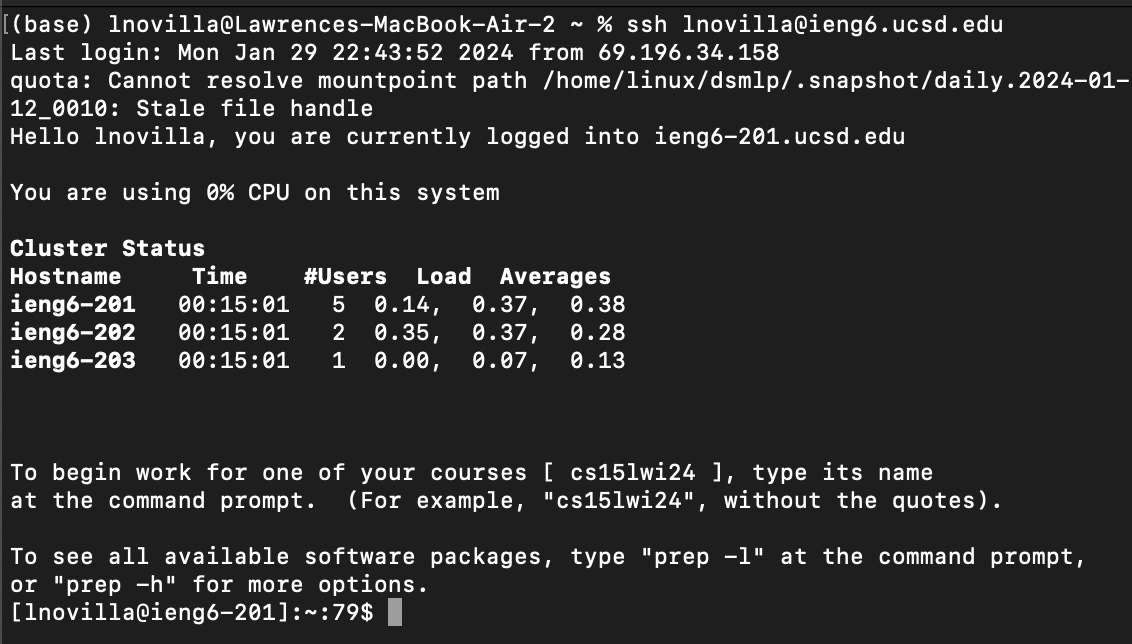 [(base) lnovilla@Lawrences-MacBook-Air-2 ~ % ssh lnovilla@ieng6.ucsd.edu
Last login: Mon Jan 29 22:43:52 2024 from 69.196.34.158
quota: Cannot resolve mountpoint path /home/linux/dsmlp/.snapshot/daily.2024-01-
12_0010: Stale file handle
Hello lnovilla, you are currently logged into ieng6-201.ucsd.edu
You are using 0% CPU on this system
Cluster Status
Hostname     Time    #Users  Load  Averages
ieng6-201   00:15:01   5  0.14,  0.37,  0.38
ieng6-202   00:15:01   2  0.35,  0.37,  0.28
ieng6-203   00:15:01   1  0.00,  0.07,  0.13
To begin work for one of your courses [ cs15lwi24 ], type its name
at the command prompt.  (For example, "cs15lwi24", without the quotes).
To see all available software packages, type "prep -l" at the command prompt,
or "prep -h" for more options.
[lnovilla@ieng6-201]:~:79$